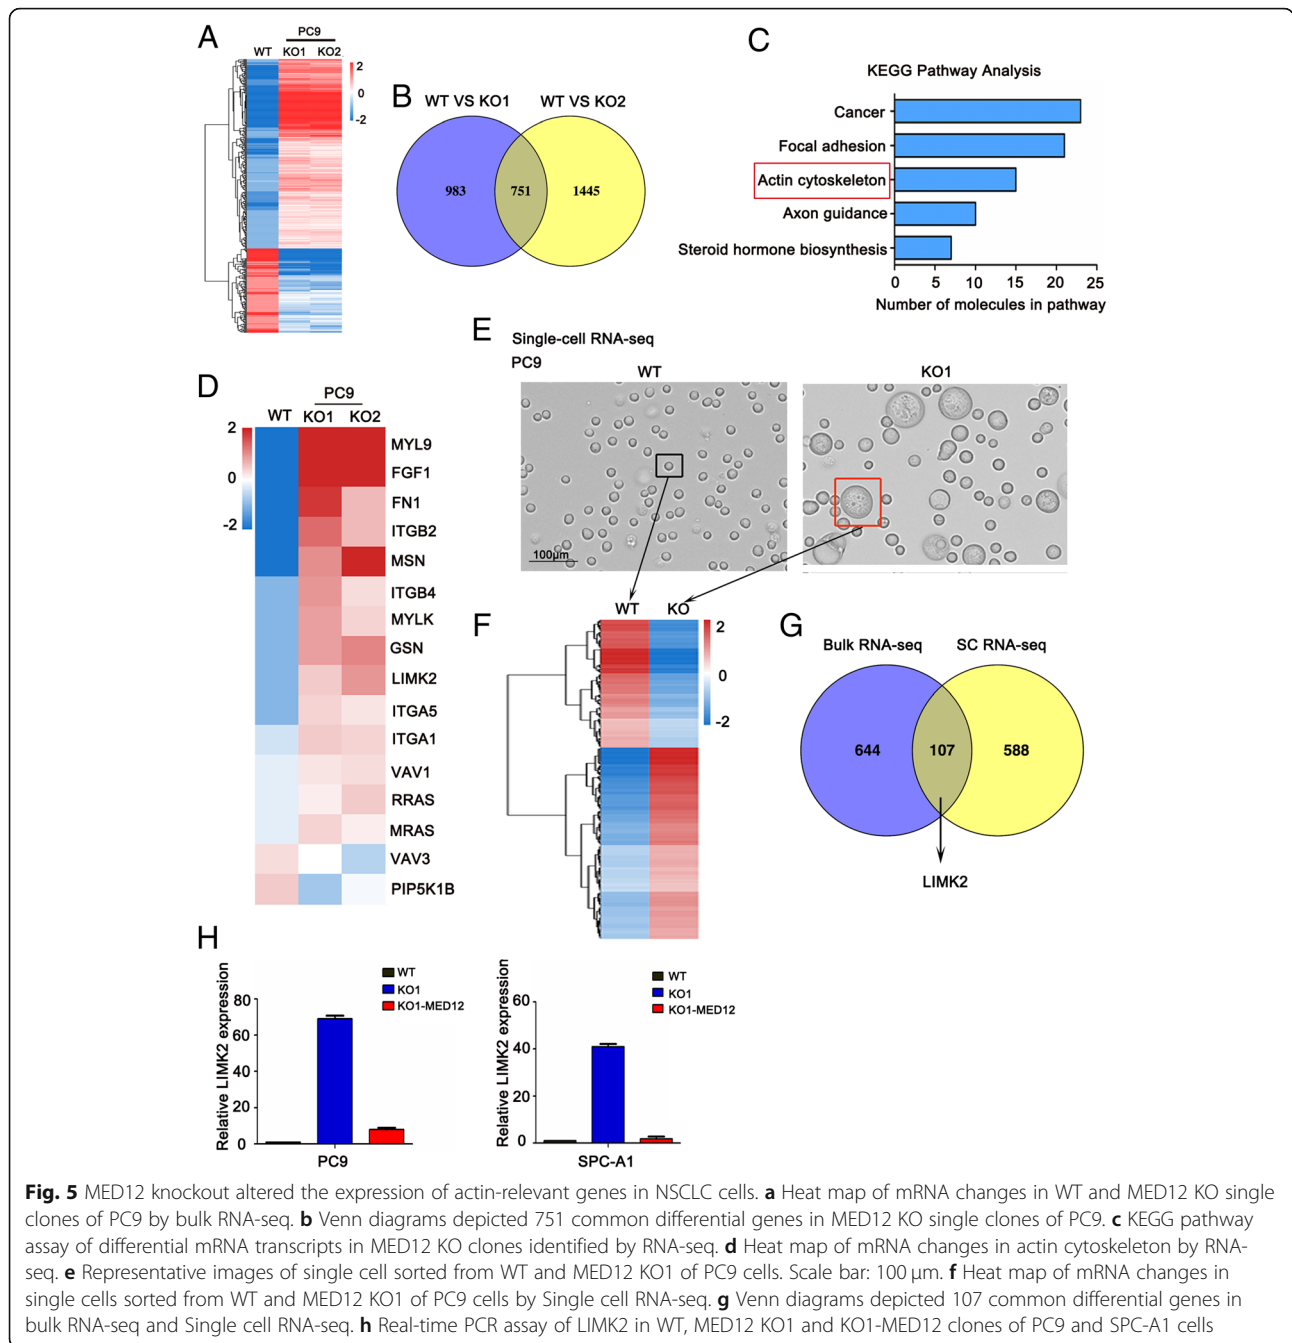 A
PC9
WT KO1 KO2
2
0
-2
B
WT VS KO1 WT VS KO2
983 751 1445
C
KEGG Pathway Analysis
Cancer
Focal adhesion
Actin cytoskeleton
Axon guidance
Steroid hormone biosynthesis
0 5 10 15 20 25
Number of molecules in pathway
D
PC9
WT KO1 KO2
2
0
-2
MYL9
FGF1
FN1
ITGB2
MSN
ITGB4
MYLK
GSN
LIMK2
ITGA5
ITGA1
VAV1
RRAS
MRAS
VAV3
PIP5K1B
E
Single-cell RNA-seq
PC9
WT KO1
100μm
F
WT KO
2
0
-2
G
Bulk RNA-seq SC RNA-seq
644 107 588
LIMK2
H
Relative LIMK2 expression
80
60
40
20
0
WT
KO1
KO1-MED12
PC9
Relative LIMK2 expression
60
40
20
0
WT
KO1
KO1-MED12
SPC-A1
Fig. 5 MED12 knockout altered the expression of actin-relevant genes in NSCLC cells. a Heat map of mRNA changes in WT and MED12 KO single
clones of PC9 by bulk RNA-seq. b Venn diagrams depicted 751 common differential genes in MED12 KO single clones of PC9. c KEGG pathway
assay of differential mRNA transcripts in MED12 KO clones identified by RNA-seq. d Heat map of mRNA changes in actin cytoskeleton by RNA-
seq. e Representative images of single cell sorted from WT and MED12 KO1 of PC9 cells. Scale bar: 100 μm. f Heat map of mRNA changes in
single cells sorted from WT and MED12 KO1 of PC9 cells by Single cell RNA-seq. g Venn diagrams depicted 107 common differential genes in
bulk RNA-seq and Single cell RNA-seq. h Real-time PCR assay of LIMK2 in WT, MED12 KO1 and KO1-MED12 clones of PC9 and SPC-A1 cells